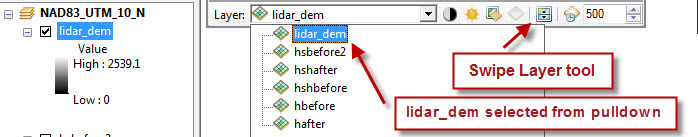 NAD83_UTM_10_N
lidar_dem
Value
High : 2539.1
Low : 0
Layer: lidar_dem 500
lidar_dem
hsbefore2
hshafter
hshbefore
hbefore
hafter
Swipe Layer tool
lidar_dem selected from pulldown